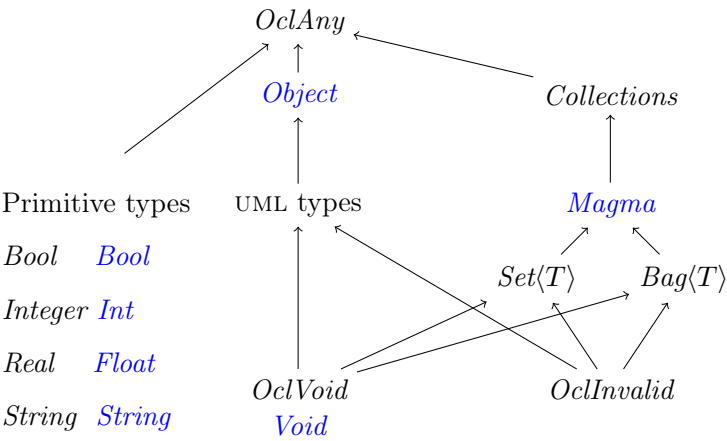 OclAny
Object
Collections
Primitive types
UML types
Magma
Bool Bool
Set⟨T⟩
Bag⟨T⟩
Integer Int
Real Float
OclVoid
OclInvalid
String String
Void